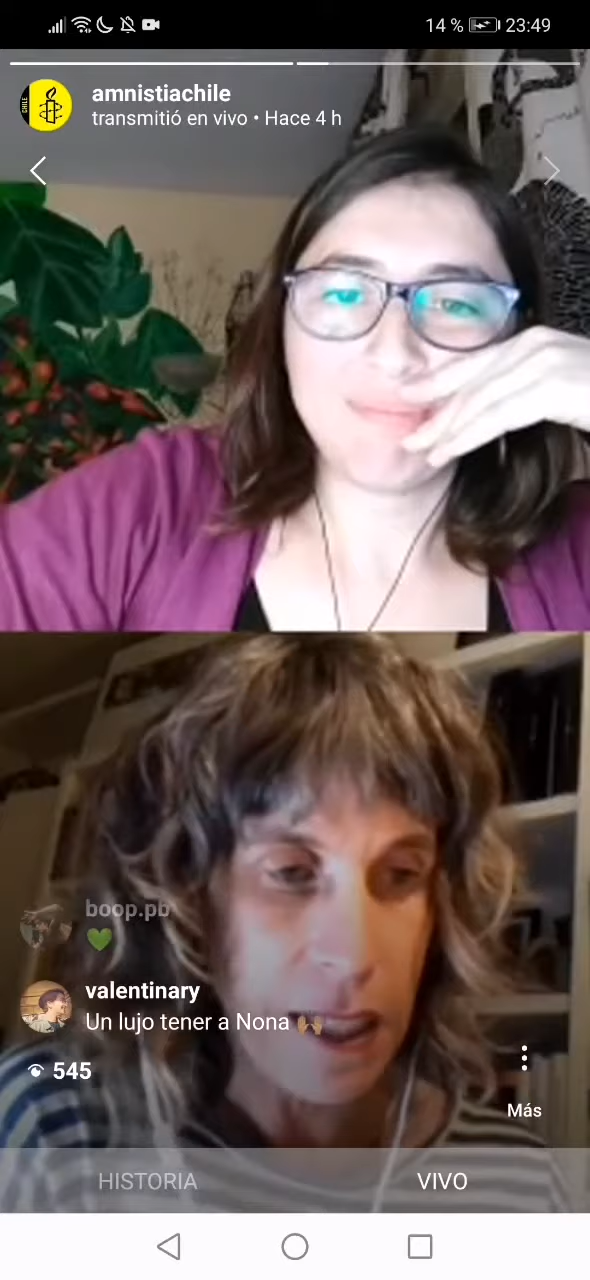 14 % 23:49
CHILE
amnistiachile
transmitió en vivo • Hace 4 h
boop.pb
💚
valentinary
Un lujo tener a Nona 🙌🏽
545
Más
HISTORIA
VIVO